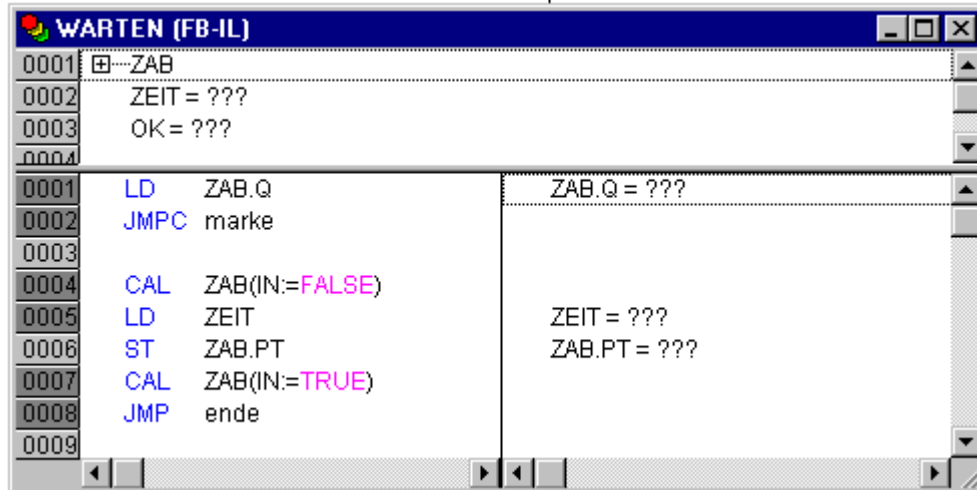 WARTEN (FB-IL)
0001 ZAB
0002 ZEIT = ???
0003 OK = ???
0004
0001 LD ZAB.Q ZAB.Q = ???
0002 JMPC marke
0003
0004 CAL ZAB(IN:=FALSE)
0005 LD ZEIT ZEIT = ???
0006 ST ZAB.PT ZAB.PT = ???
0007 CAL ZAB(IN:=TRUE)
0008 JMP ende
0009